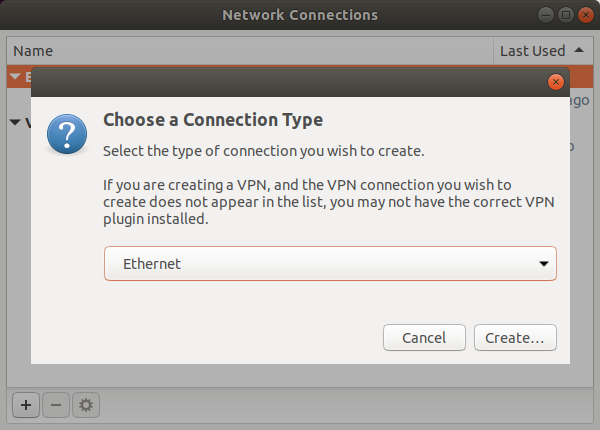 Network Connections
Name
Last Used
ago
Choose a Connection Type
Select the type of connection you wish to create.
If you are creating a VPN, and the VPN connection you wish to
create does not appear in the list, you may not have the correct VPN
plugin installed.
Ethernet
Cancel
Create...